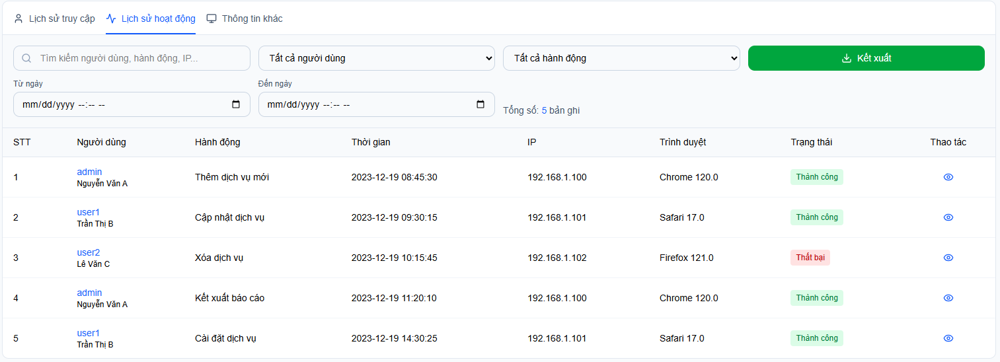 Lịch sử truy cập Lịch sử hoạt động Thông tin khác
Tìm kiếm người dùng, hành động, IP... Tất cả người dùng Tất cả hành động Kết xuất
Từ ngày Đến ngày
mm/dd/yyyy --:-- -- mm/dd/yyyy --:-- -- Tổng số: 5 bản ghi
STT Người dùng Hành động Thời gian IP Trình duyệt Trạng thái Thao tác
1 admin Thêm dịch vụ mới 2023-12-19 08:45:30 192.168.1.100 Chrome 120.0 Thành công
Nguyễn Văn A
2 user1 Cập nhật dịch vụ 2023-12-19 09:30:15 192.168.1.101 Safari 17.0 Thành công
Trần Thị B
3 user2 Xóa dịch vụ 2023-12-19 10:15:45 192.168.1.102 Firefox 121.0 Thất bại
Lê Văn C
4 admin Kết xuất báo cáo 2023-12-19 11:20:10 192.168.1.100 Chrome 120.0 Thành công
Nguyễn Văn A
5 user1 Cài đặt dịch vụ 2023-12-19 14:30:25 192.168.1.101 Safari 17.0 Thành công
Trần Thị B